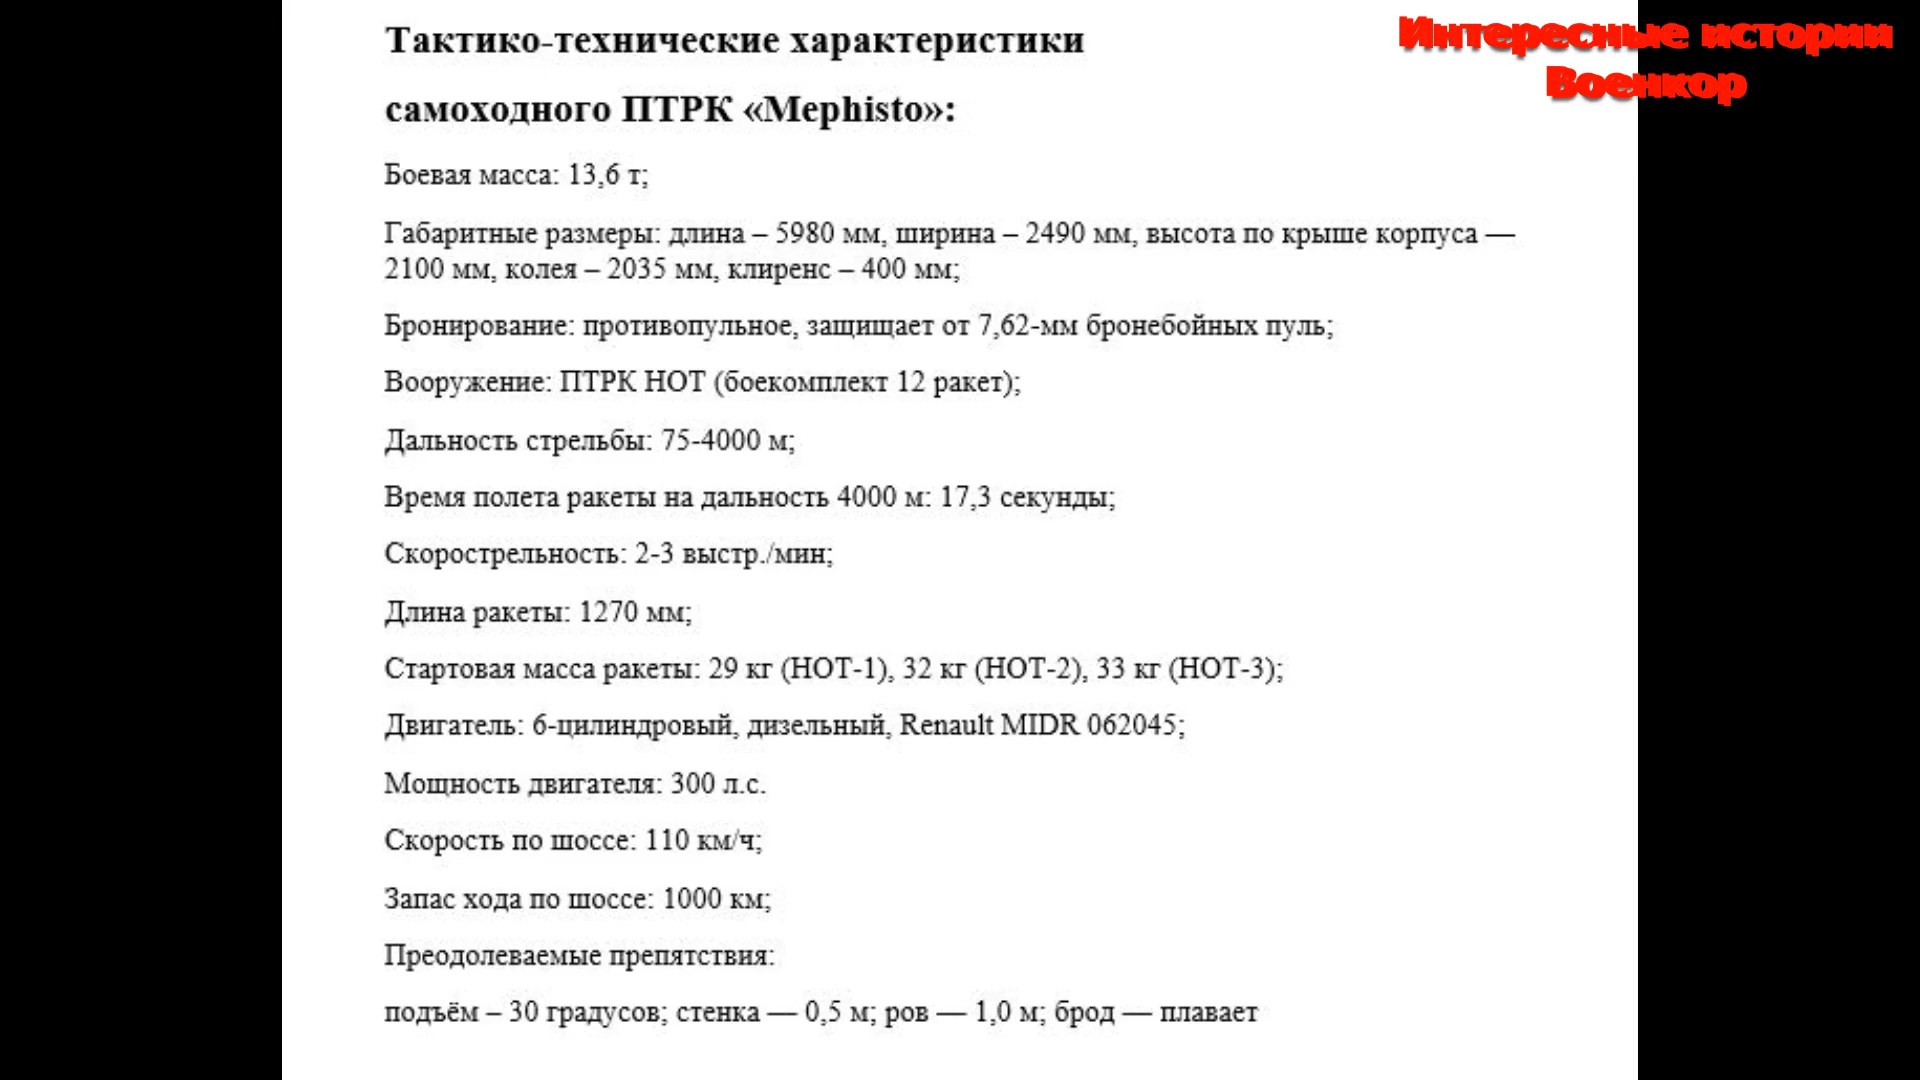 Тактико-технические характеристики
самоходного ПТРК «Mephisto»:
Интересные истории
Военкор
Боевая масса: 13,6 т;
Габаритные размеры: длина – 5980 мм, ширина – 2490 мм, высота по крыше корпуса —
2100 мм, колея – 2035 мм, клиренс – 400 мм;
Бронирование: противопульное, защищает от 7,62-мм бронебойных пуль;
Вооружение: ПТРК HOT (боекомплект 12 ракет);
Дальность стрельбы: 75-4000 м;
Время полета ракеты на дальность 4000 м: 17,3 секунды;
Скорострельность: 2-3 выстр./мин;
Длина ракеты: 1270 мм;
Стартовая масса ракеты: 29 кг (HOT-1), 32 кг (HOT-2), 33 кг (HOT-3);
Двигатель: 6-цилиндровый, дизельный, Renault MIDR 062045;
Мощность двигателя: 300 л.с.
Скорость по шоссе: 110 км/ч;
Запас хода по шоссе: 1000 км;
Преодолеваемые препятствия:
подъём – 30 градусов; стенка — 0,5 м; ров — 1,0 м; брод — плавает